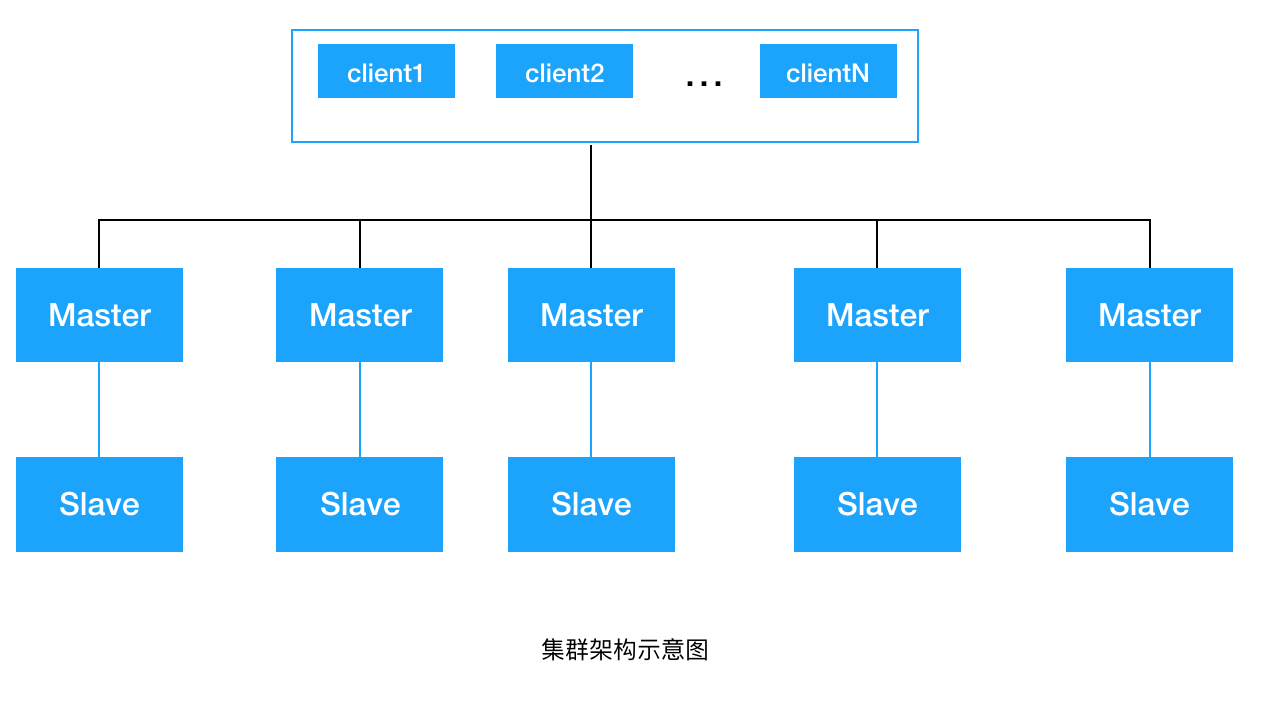 client1 client2 ... clientN
Master Master Master Master Master
Slave Slave Slave Slave Slave
集群架构示意图